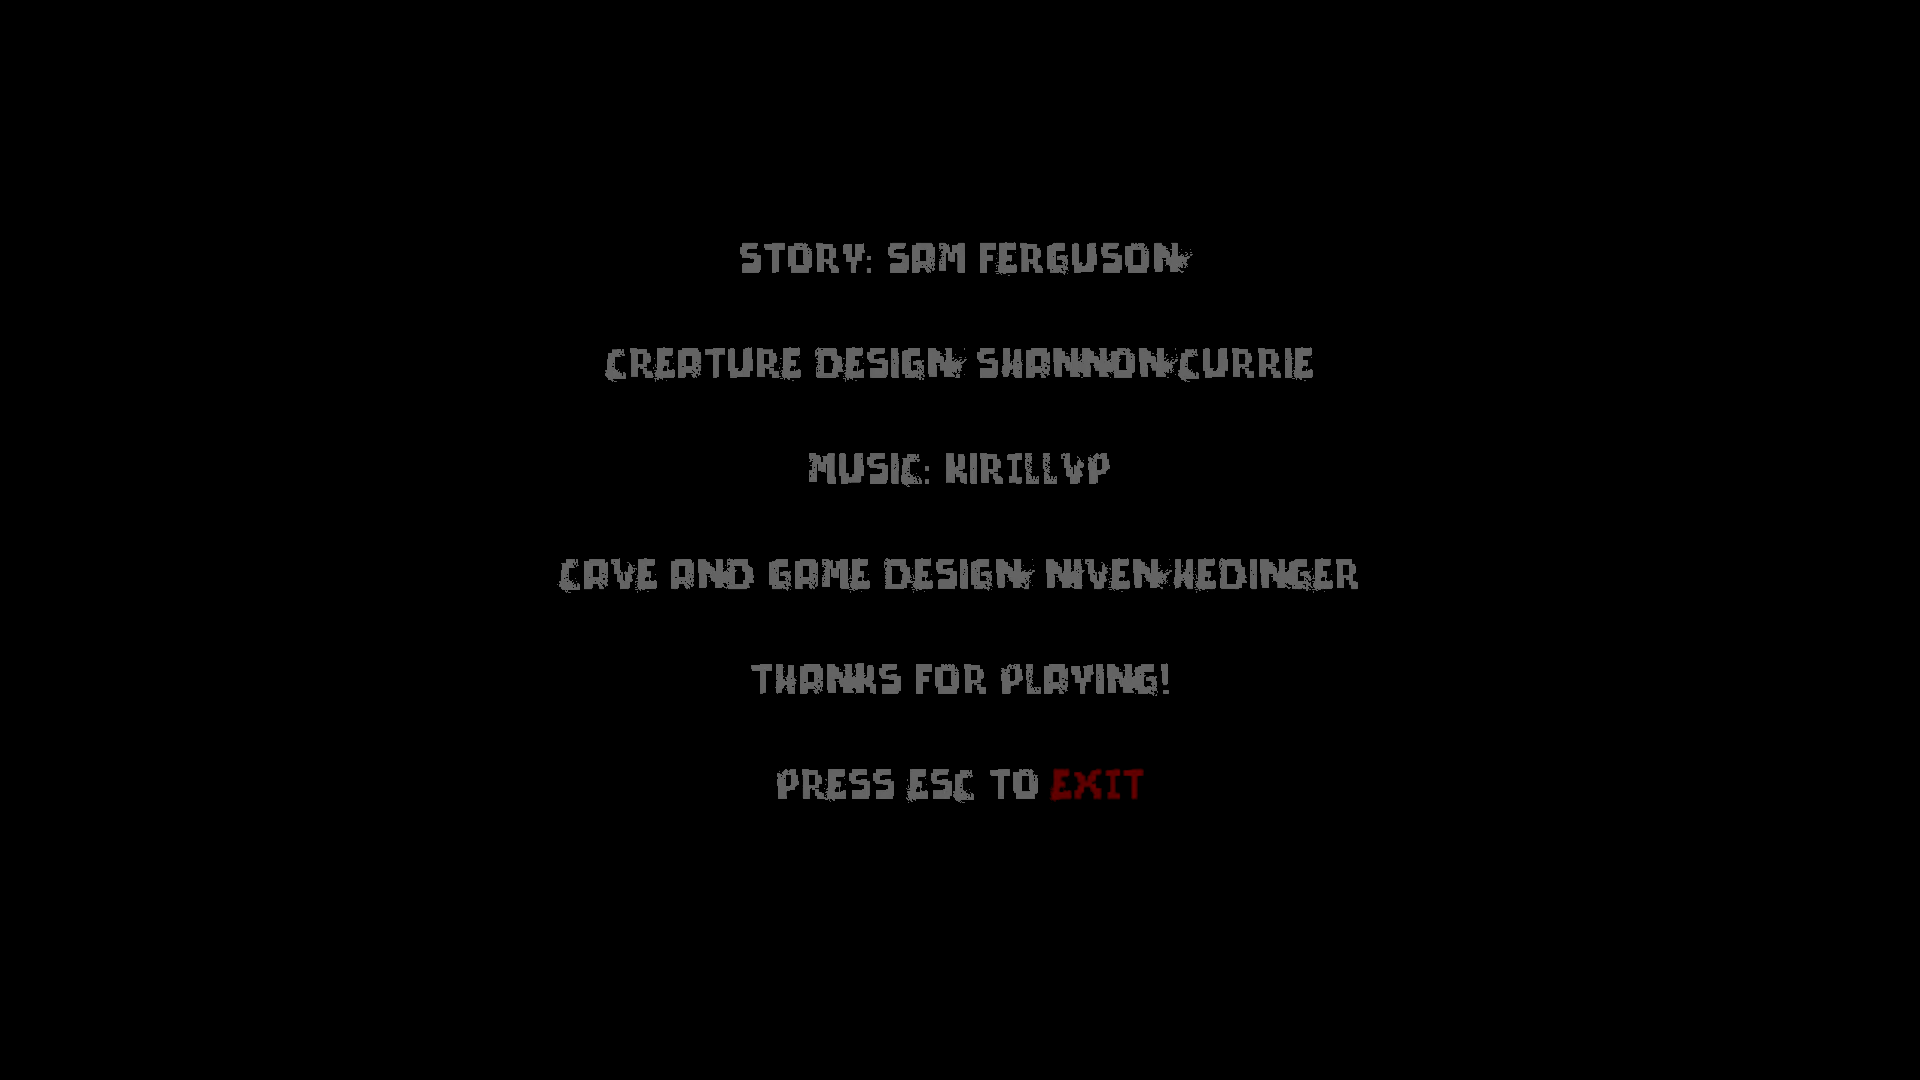 STORY: SAM FERGUSON
CREATURE DESIGN: SHANNON CURRIE
MUSIC: KIRILLVP
CAVE AND GAME DESIGN: NIVEN HEDINGER
THANKS FOR PLAYING!
PRESS ESC TO EXIT